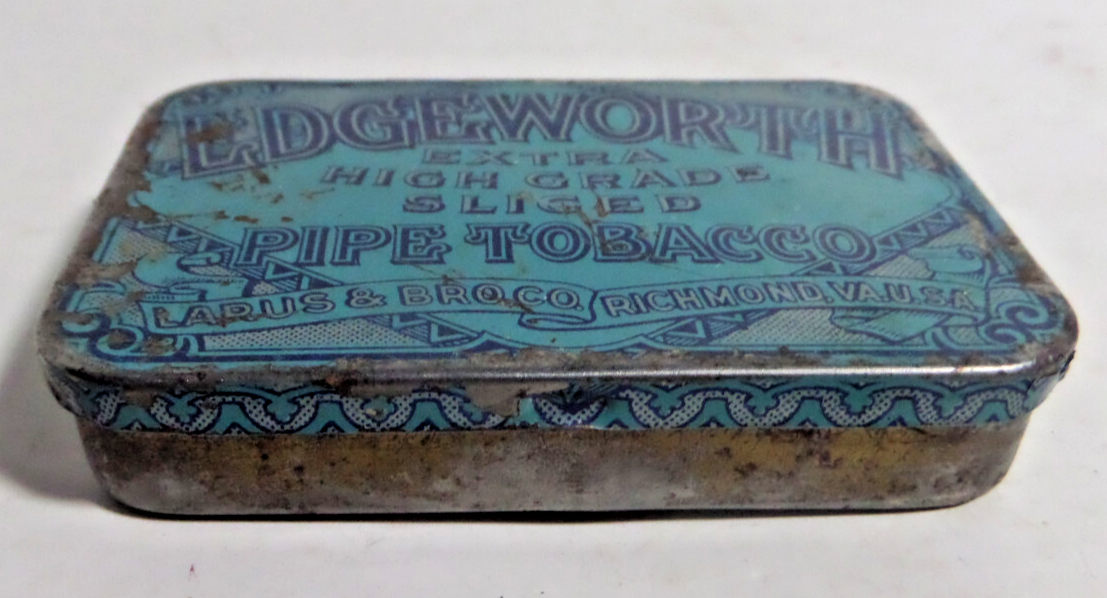 EDGEWORTH
EXTRA
HIGH GRADE
SLICED
PIPE TOBACCO
LARUS & BRO. CO. RICHMOND, VA. U.S.A.